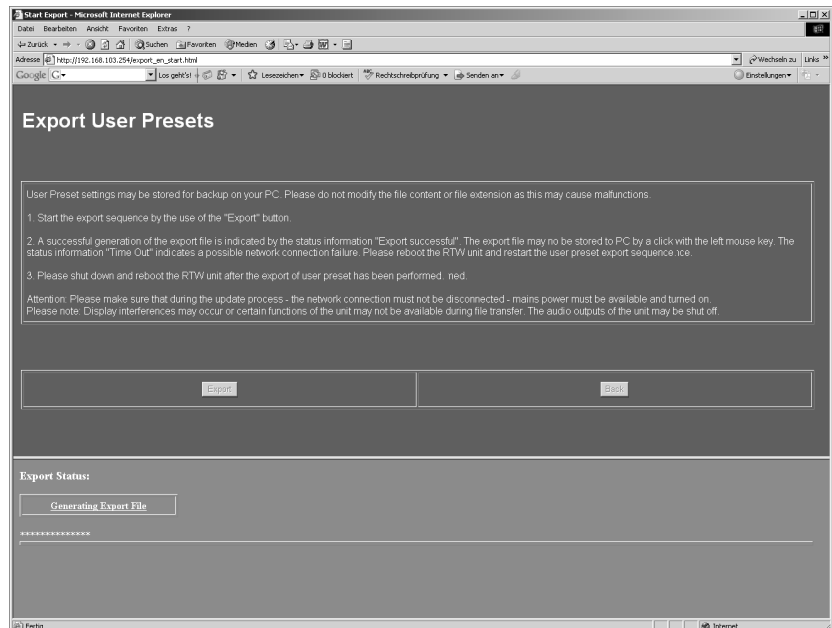 Start Export - Microsoft Internet Explorer
Datei Bearbeiten Ansicht Favoriten Extras ?
Zurück Suchen Favoriten Medien
Adresse http://192.168.103.254/export_en_start.html Wechseln zu Links »
Google G Los geht's! Lesezeichen 0 blockiert Rechtschreibprüfung Senden an Einstellungen
Export User Presets
User Preset settings may be stored for backup on your PC. Please do not modify the file content or file extension as this may cause malfunctions.
1. Start the export sequence by the use of the "Export" button.
2. A successful generation of the export file is indicated by the status information "Export successful". The export file may no be stored to PC by a click with the left mouse key. The
status information "Time Out" indicates a possible network connection failure. Please reboot the RTW unit and restart the user preset export sequence.
3. Please shut down and reboot the RTW unit after the export of user preset has been performed. ned.
Attention: Please make sure that during the update process - the network connection must not be disconnected - mains power must be available and turned on.
Please note: Display interferences may occur or certain functions of the unit may not be available during file transfer. The audio outputs of the unit may be shut off.
Export Back
Export Status:
Generating Export File
**************
Fertig Internet